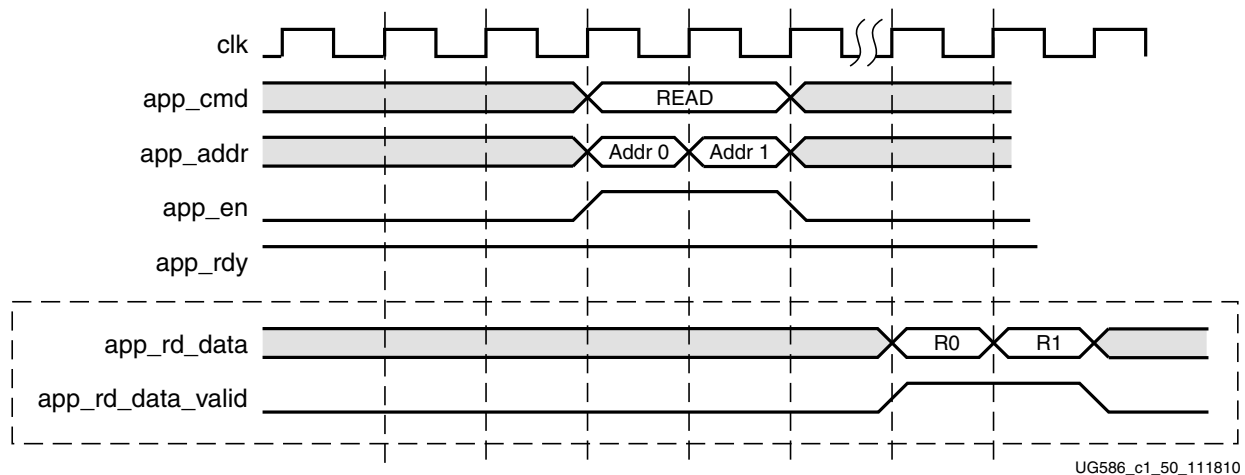 clk
app_cmd
READ
app_addr
Addr 0
Addr 1
app_en
app_rdy
app_rd_data
R0
R1
app_rd_data_valid
UG586_c1_50_111810